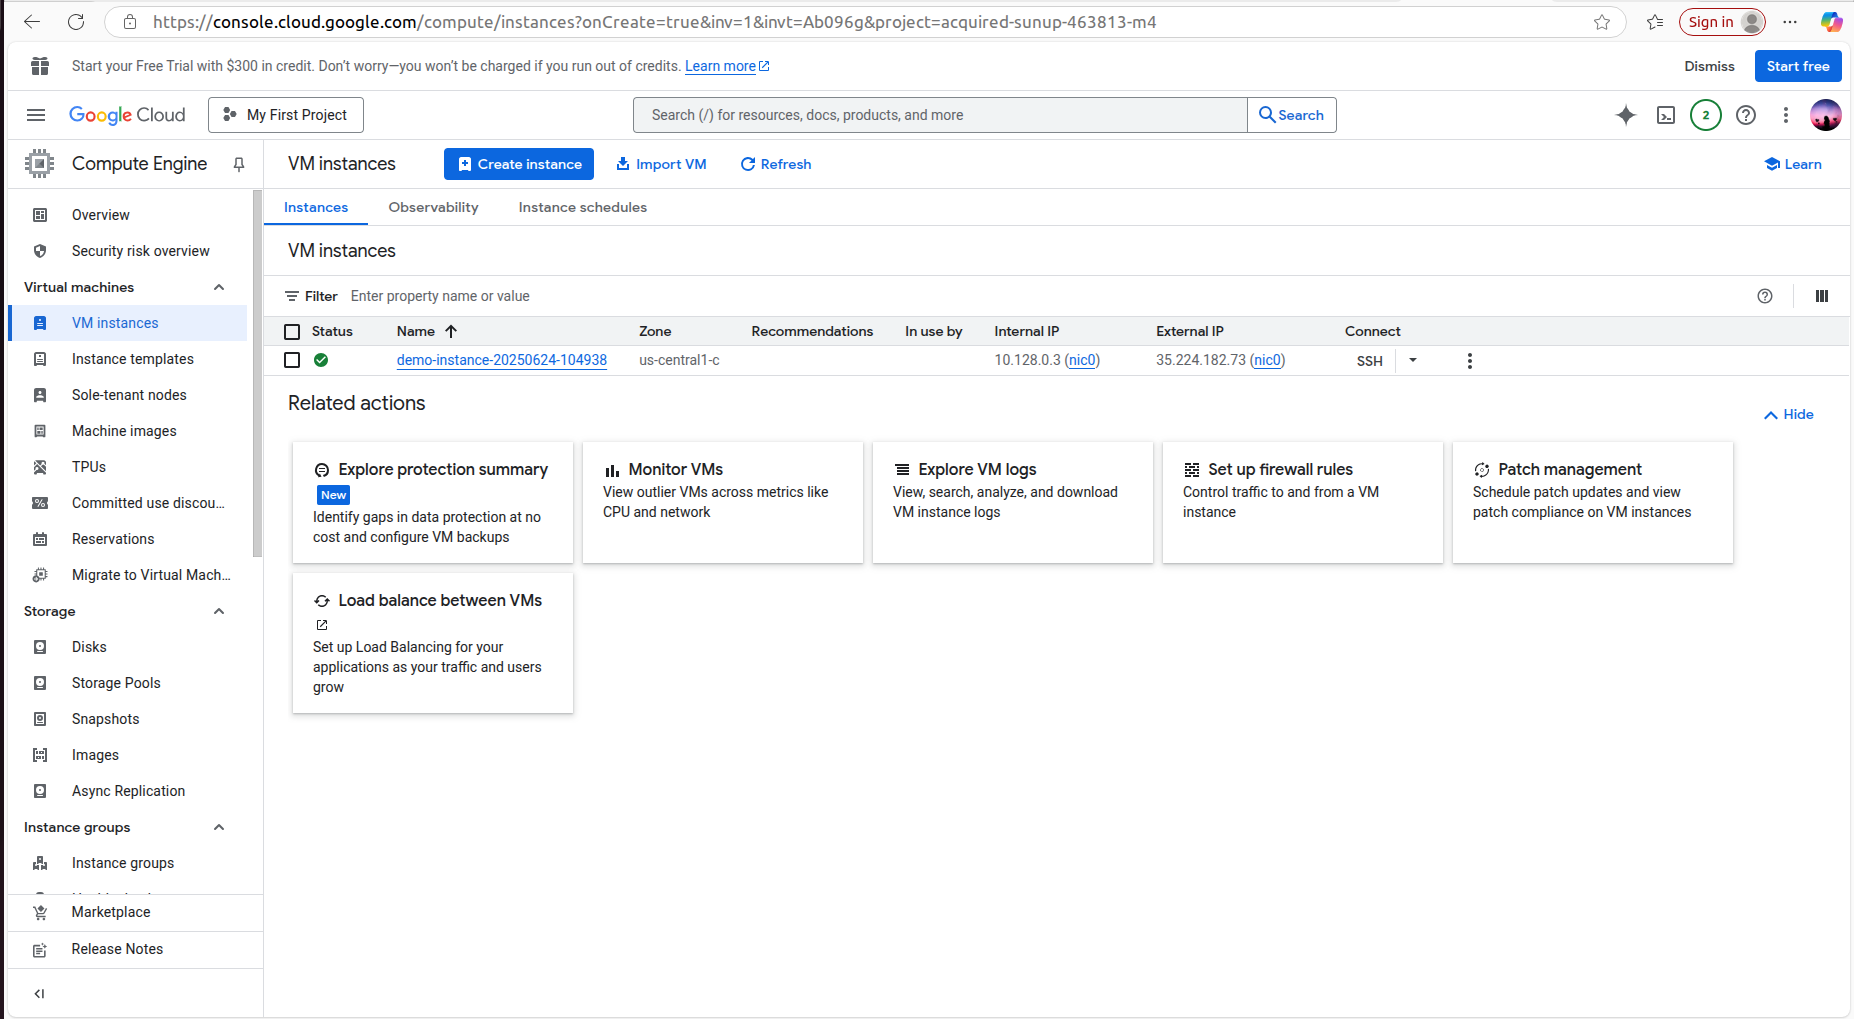 https://console.cloud.google.com/compute/instances?onCreate=true&inv=1&invt=Ab096g&project=acquired-sunup-463813-m4
Sign in
Start your Free Trial with $300 in credit. Don’t worry—you won’t be charged if you run out of credits. Learn more
Dismiss
Start free
Google Cloud
My First Project
Search (/) for resources, docs, products, and more
Search
2
Compute Engine
VM instances
Create instance
Import VM
Refresh
Learn
Overview
Security risk overview
Virtual machines
VM instances
Instance templates
Sole-tenant nodes
Machine images
TPUs
Committed use discou...
Reservations
Migrate to Virtual Mach...
Storage
Disks
Storage Pools
Snapshots
Images
Async Replication
Instance groups
Instance groups
Marketplace
Release Notes
Instances
Observability
Instance schedules
VM instances
Filter Enter property name or value
Status Name Zone Recommendations In use by Internal IP External IP Connect
demo-instance-20250624-104938 us-central1-c 10.128.0.3 (nic0) 35.224.182.73 (nic0) SSH
Related actions
Hide
Explore protection summary
New
Identify gaps in data protection at no
cost and configure VM backups
Monitor VMs
View outlier VMs across metrics like
CPU and network
Explore VM logs
View, search, analyze, and download
VM instance logs
Set up firewall rules
Control traffic to and from a VM
instance
Patch management
Schedule patch updates and view
patch compliance on VM instances
Load balance between VMs
Set up Load Balancing for your
applications as your traffic and users
grow